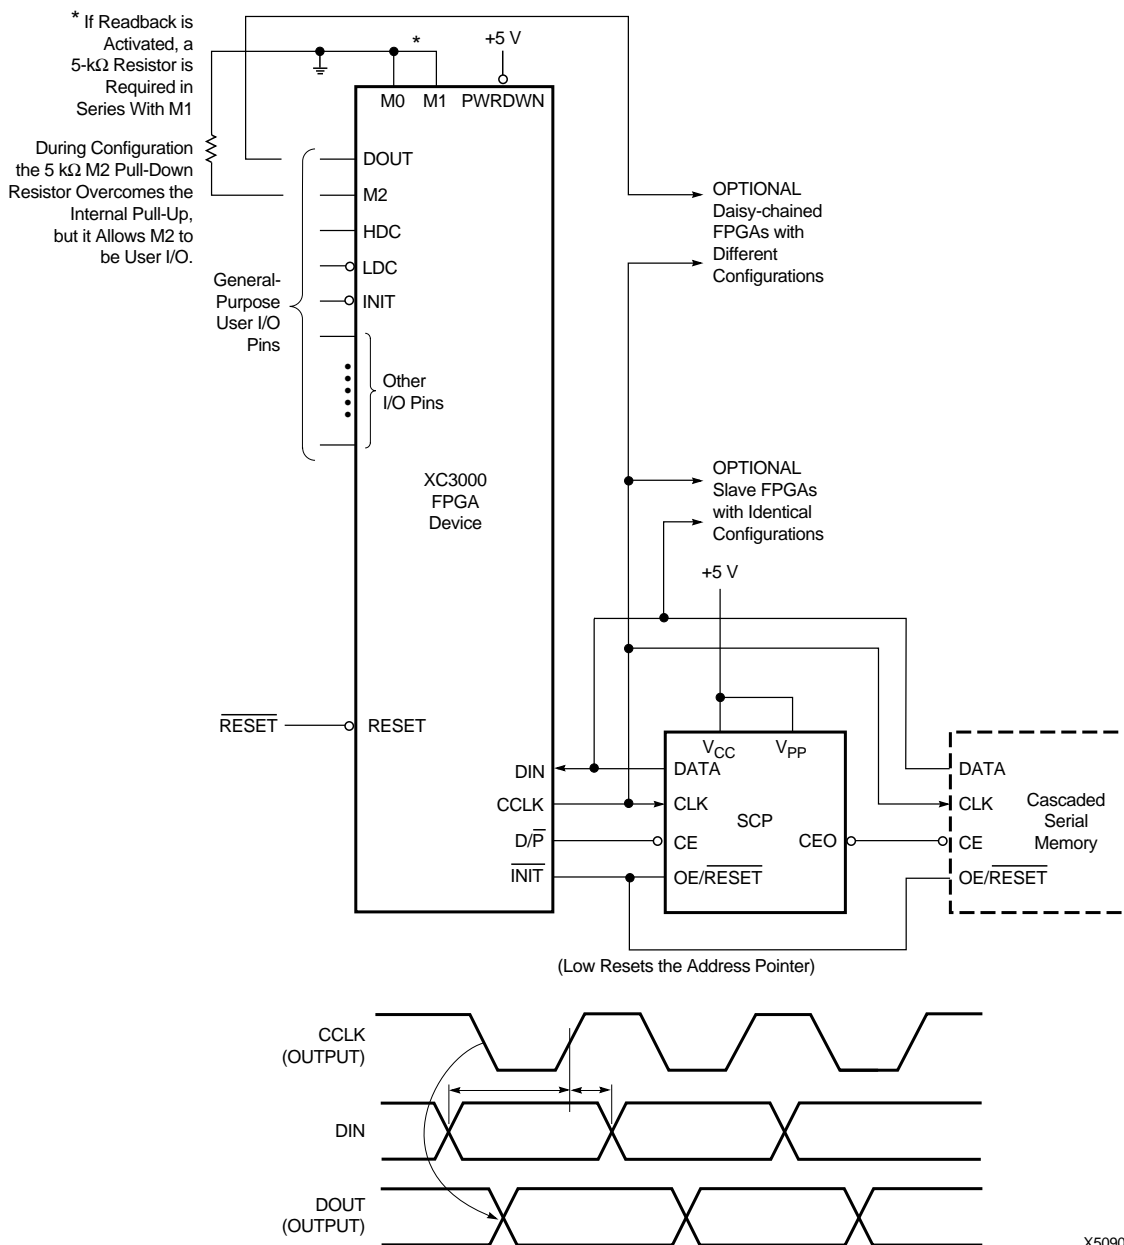 * If Readback is
Activated, a
5-kΩ Resistor is
Required in
Series With M1
During Configuration
the 5 kΩ M2 Pull-Down
Resistor Overcomes the
Internal Pull-Up,
but it Allows M2 to
be User I/O.
*
+5 V
M0
M1
PWRDWN
DOUT
M2
HDC
LDC
INIT
General-
Purpose
User I/O
Pins
Other
I/O Pins
XC3000
FPGA
Device
OPTIONAL
Daisy-chained
FPGAs with
Different
Configurations
OPTIONAL
Slave FPGAs
with Identical
Configurations
+5 V
RESET
RESET
DIN
CCLK
D/P
INIT
VCC
VPP
DATA
CLK
SCP
CE
CEO
OE/RESET
DATA
CLK
Cascaded
Serial
Memory
CE
OE/RESET
(Low Resets the Address Pointer)
CCLK
(OUTPUT)
DIN
DOUT
(OUTPUT)
X5090